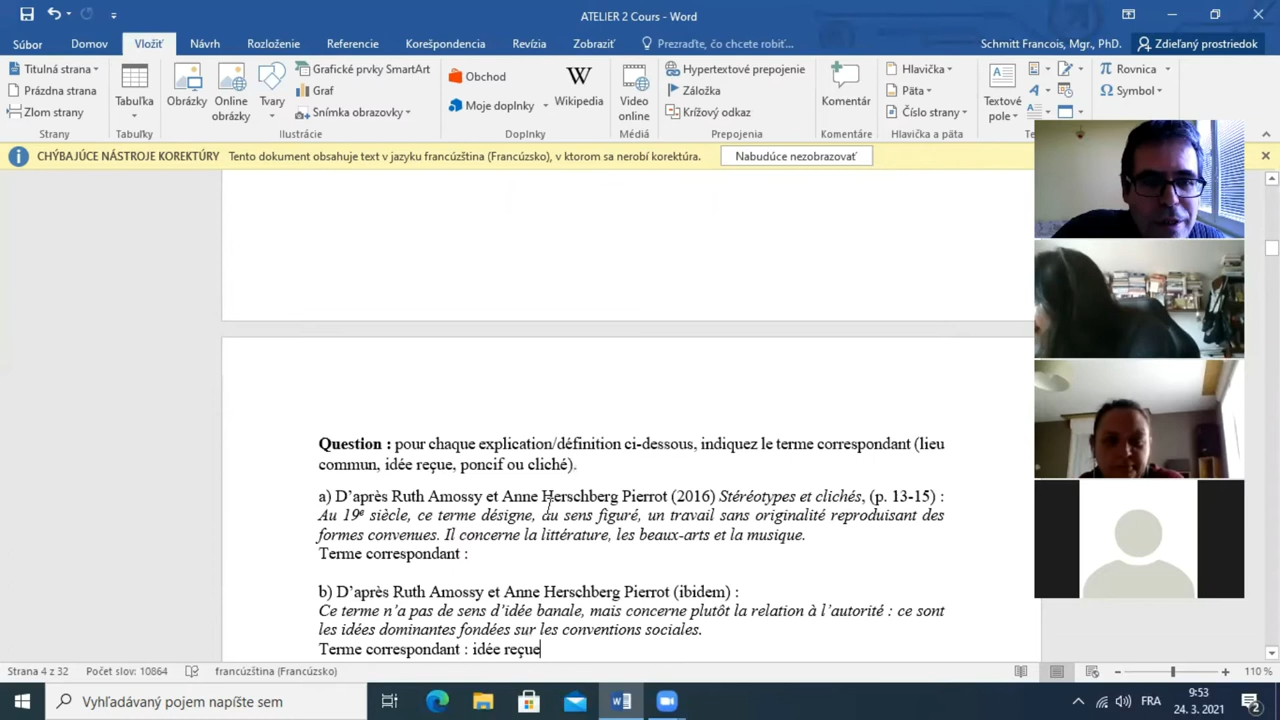 ATELIER 2 Cours - Word
Súbor Domov Vložiť Návrh Rozloženie Referencie Korešpondencia Revízia Zobraziť Prezraďte, čo chcete robiť... Schmitt Francois, Mgr., PhD. Zdieľaný prostriedok
Titulná strana
Prázdna strana
Zlom strany
Strany
Tabuľka
Tabuľky
Obrázky
Online obrázky
Tvary
Grafické prvky SmartArt
Graf
Snímka obrazovky
Ilustrácie
Obchod
Moje doplnky
Wikipedia
Doplnky
Video online
Médiá
Hypertextové prepojenie
Záložka
Krížový odkaz
Prepojenia
Komentár
Komentáre
Hlavička
Päta
Číslo strany
Hlavička a päta
Textové pole
Rovnica
Symbol
CHÝBAJÚCE NÁSTROJE KOREKTÚRY Tento dokument obsahuje text v jazyku francúzština (Francúzsko), v ktorom sa nerobí korektúra. Nabudúce nezobrazovať
Question : pour chaque explication/définition ci-dessous, indiquez le terme correspondant (lieu
commun, idée reçue, poncif ou cliché).
a) D’après Ruth Amossy et Anne Herschberg Pierrot (2016) Stéréotypes et clichés, (p. 13-15) :
Au 19e siècle, ce terme désigne, au sens figuré, un travail sans originalité reproduisant des
formes convenues. Il concerne la littérature, les beaux-arts et la musique.
Terme correspondant :
b) D’après Ruth Amossy et Anne Herschberg Pierrot (ibidem) :
Ce terme n’a pas de sens d’idée banale, mais concerne plutôt la relation à l’autorité : ce sont
les idées dominantes fondées sur les conventions sociales.
Terme correspondant : idée reçue
Strana 4 z 32 Počet slov: 10864 francúzština (Francúzsko) 110 %
Vyhľadávaný pojem napíšte sem
FRA
9:53
24. 3. 2021
2